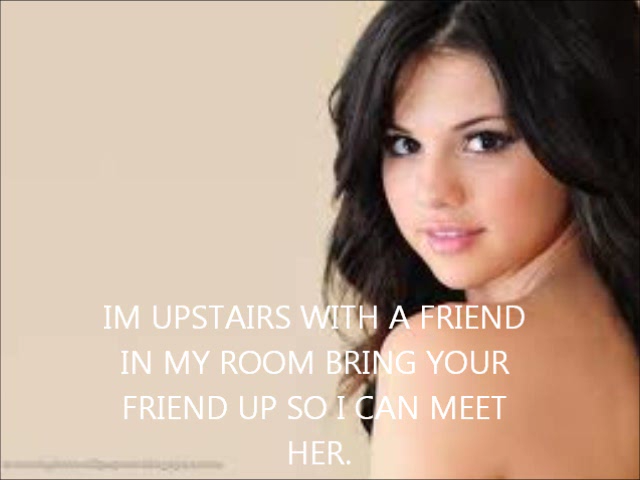 IM UPSTAIRS WITH A FRIEND
IN MY ROOM BRING YOUR
FRIEND UP SO I CAN MEET
HER.